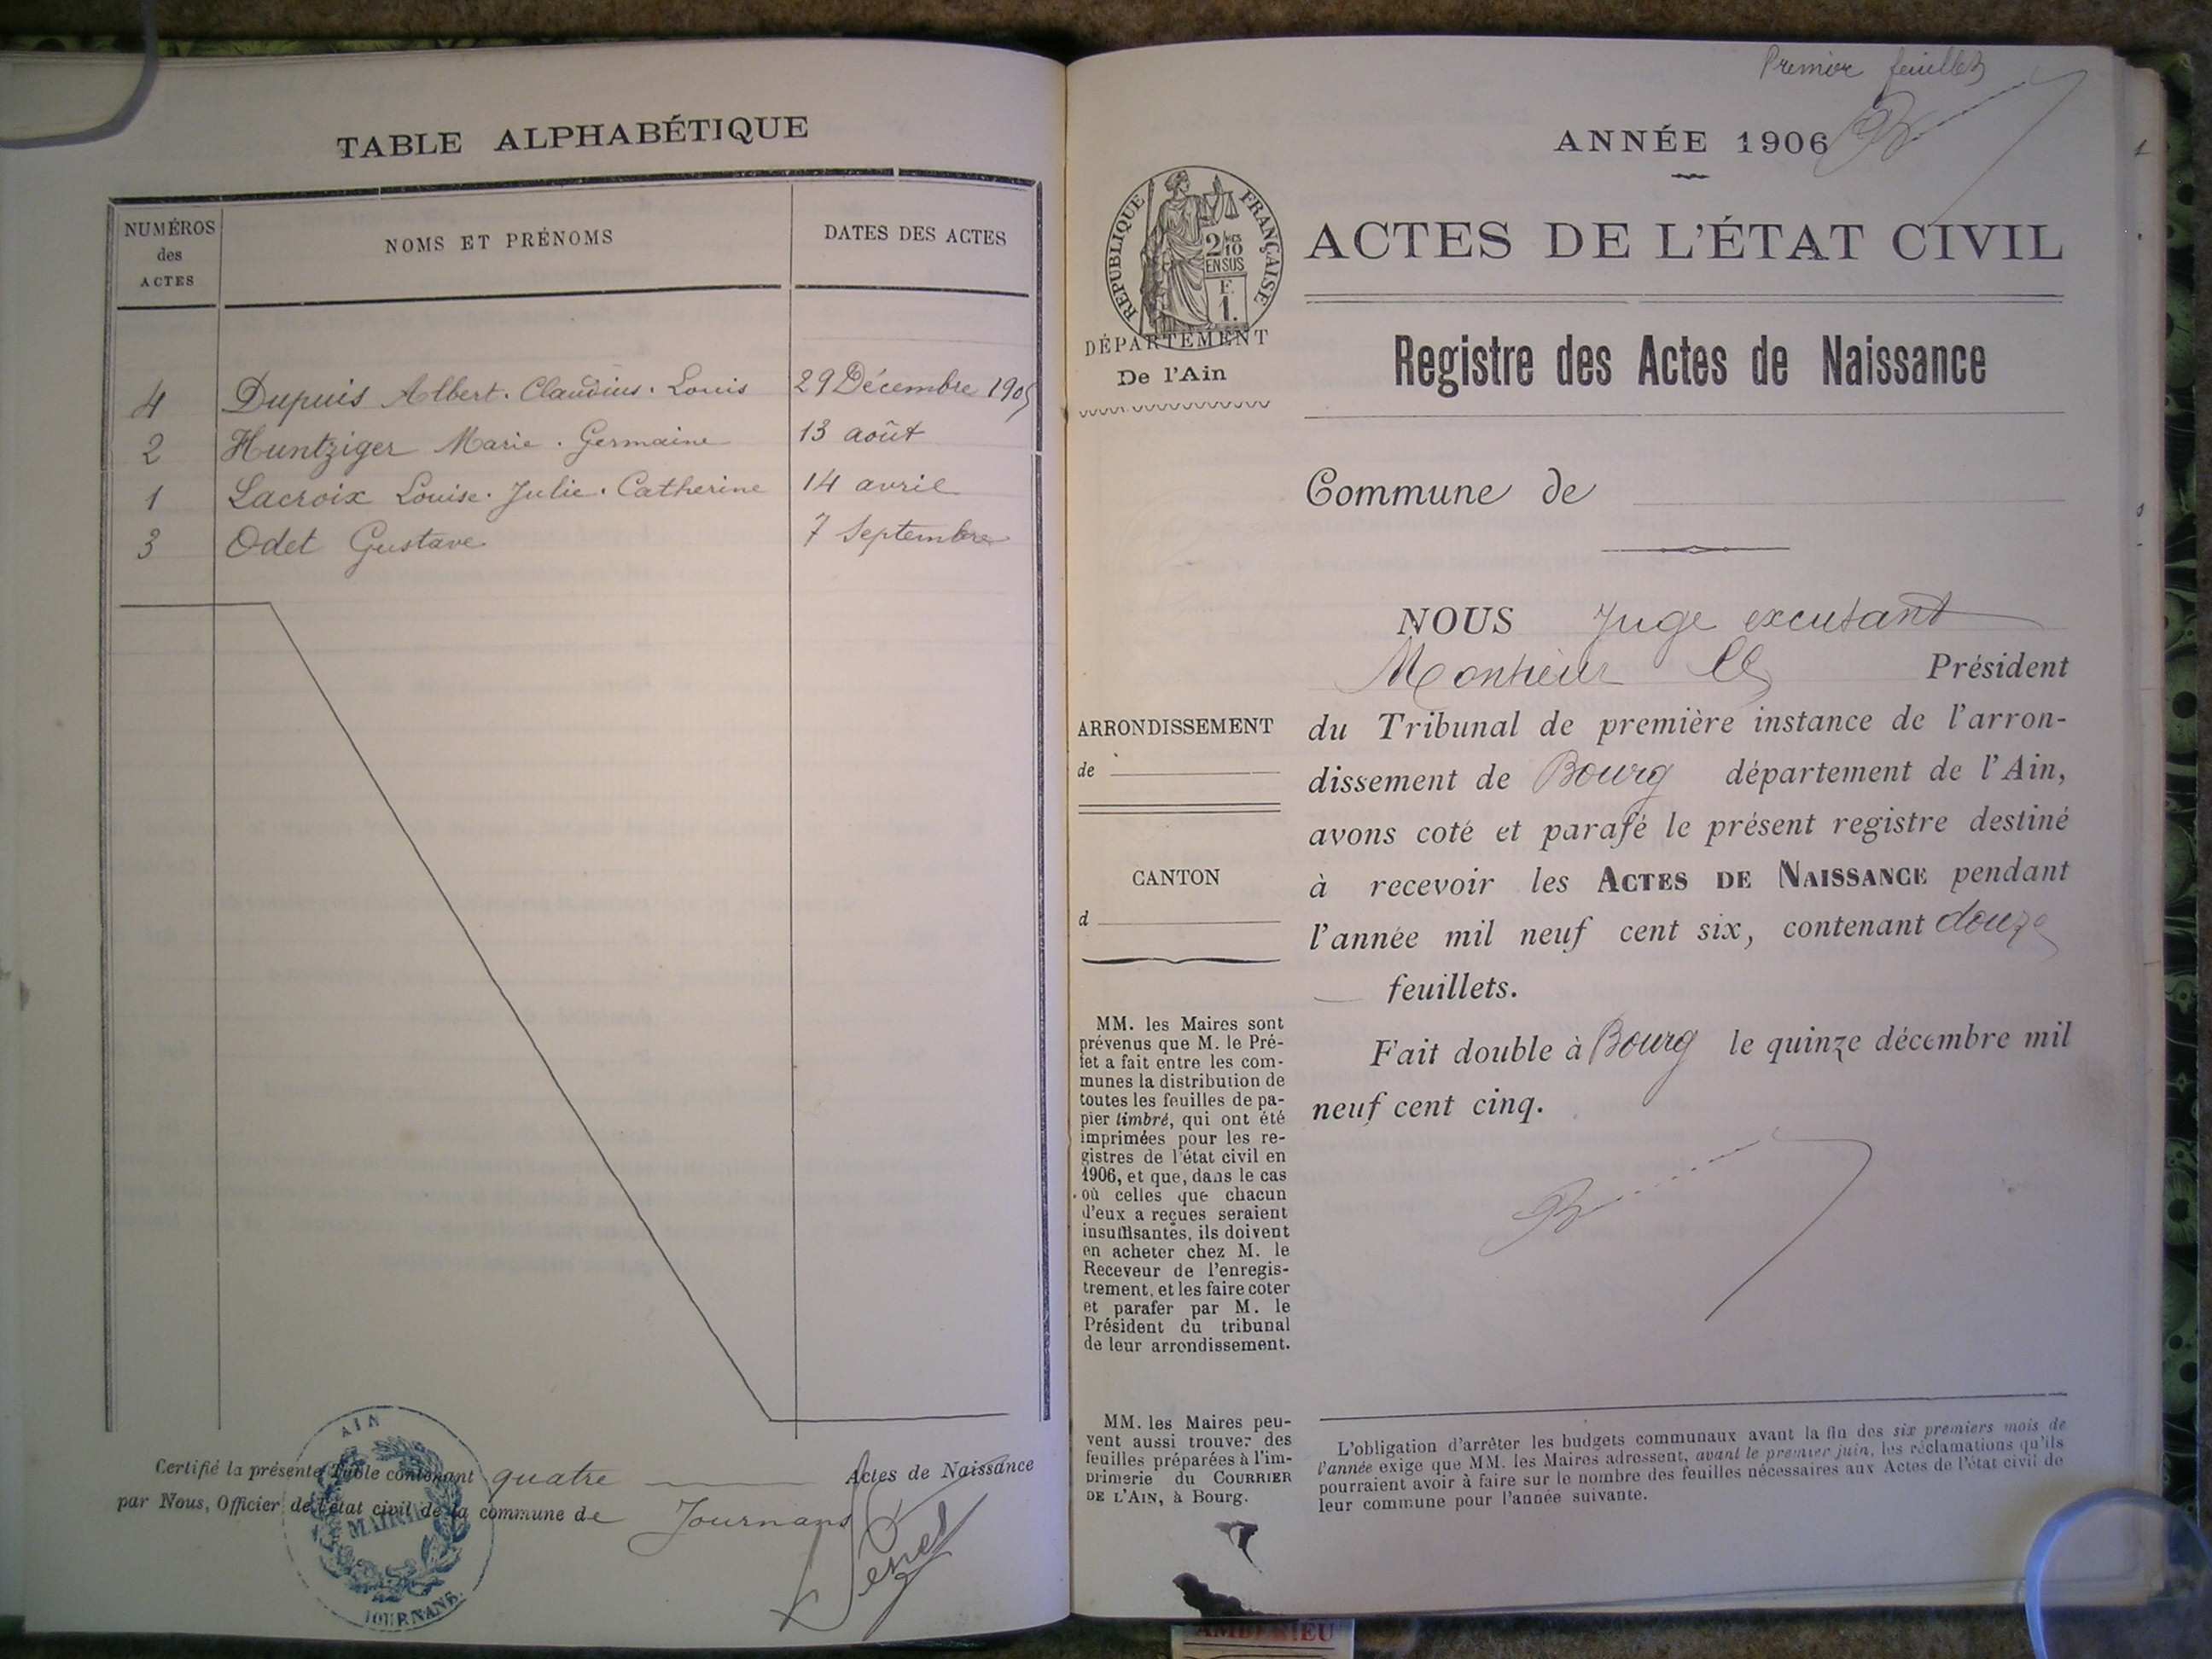 TABLE ALPHABÉTIQUE
NUMÉROS
des
ACTES
NOMS ET PRÉNOMS
DATES DES ACTES
4 Dupuis Albert. Claudius. Louis 29 Décembre 1905
2 Huntziger Marie. Germaine 13 août
1 Lacroix Louise. Julie. Catherine 14 avril
3 Odet Gustave 7 Septembre
Certifié la présente Table contenant quatre Actes de Naissance
par Nous, Officier de l'état civil de la commune de Journans
AIN
MAIRIE
JOURNANS
Premier feuillet
ANNÉE 1906
RÉPUBLIQUE FRANÇAISE
2/10
EN SUS
F.
1.
DÉPARTEMENT
De l'Ain
ACTES DE L'ÉTAT CIVIL
Registre des Actes de Naissance
Commune de
NOUS Juge
Monsieur le Président
du Tribunal de première instance de l'arron-
dissement de Bourg département de l'Ain,
avons coté et parafé le présent registre destiné
à recevoir les ACTES DE NAISSANCE pendant
l'année mil neuf cent six, contenant douze
feuillets.
Fait double à Bourg le quinze décembre mil
neuf cent cinq.
ARRONDISSEMENT
de
CANTON
d
MM. les Maires sont
prévenus que M. le Pré-
fet a fait entre les com-
munes la distribution de
toutes les feuilles de pa-
pier timbré, qui ont été
imprimées pour les re-
gistres de l'état civil en
1906, et que, dans le cas
où celles que chacun
d'eux a reçues seraient
insuffisantes, ils doivent
en acheter chez M. le
Receveur de l'enregis-
trement, et les faire coter
et parafer par M. le
Président du tribunal
de leur arrondissement.
MM. les Maires peu-
vent aussi trouver des
feuilles préparées à l'im-
primerie du COURRIER
DE L'AIN, à Bourg.
L'obligation d'arrêter les budgets communaux avant la fin des six premiers mois de
l'année exige que MM. les Maires adressent, avant le premier juin, les réclamations qu'ils
pourraient avoir à faire sur le nombre des feuilles nécessaires aux Actes de l'état civil de
leur commune pour l'année suivante.
AMBERIEU